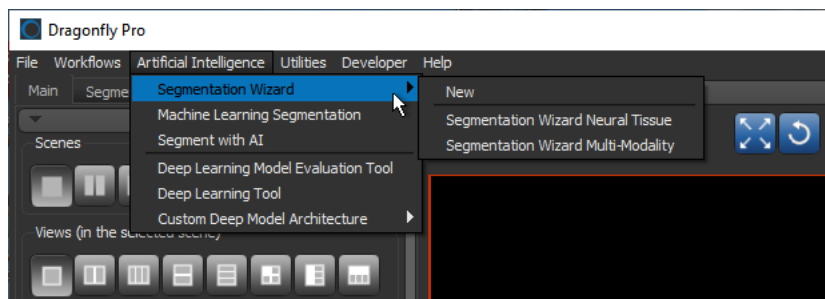 Dragonfly Pro
File Workflows Artificial Intelligence Utilities Developer Help
Main Segme
Segmentation Wizard
New
Machine Learning Segmentation
Segmentation Wizard Neural Tissue
Segment with AI
Segmentation Wizard Multi-Modality
Scenes
Deep Learning Model Evaluation Tool
Deep Learning Tool
Custom Deep Model Architecture
Views (in the selected scene)